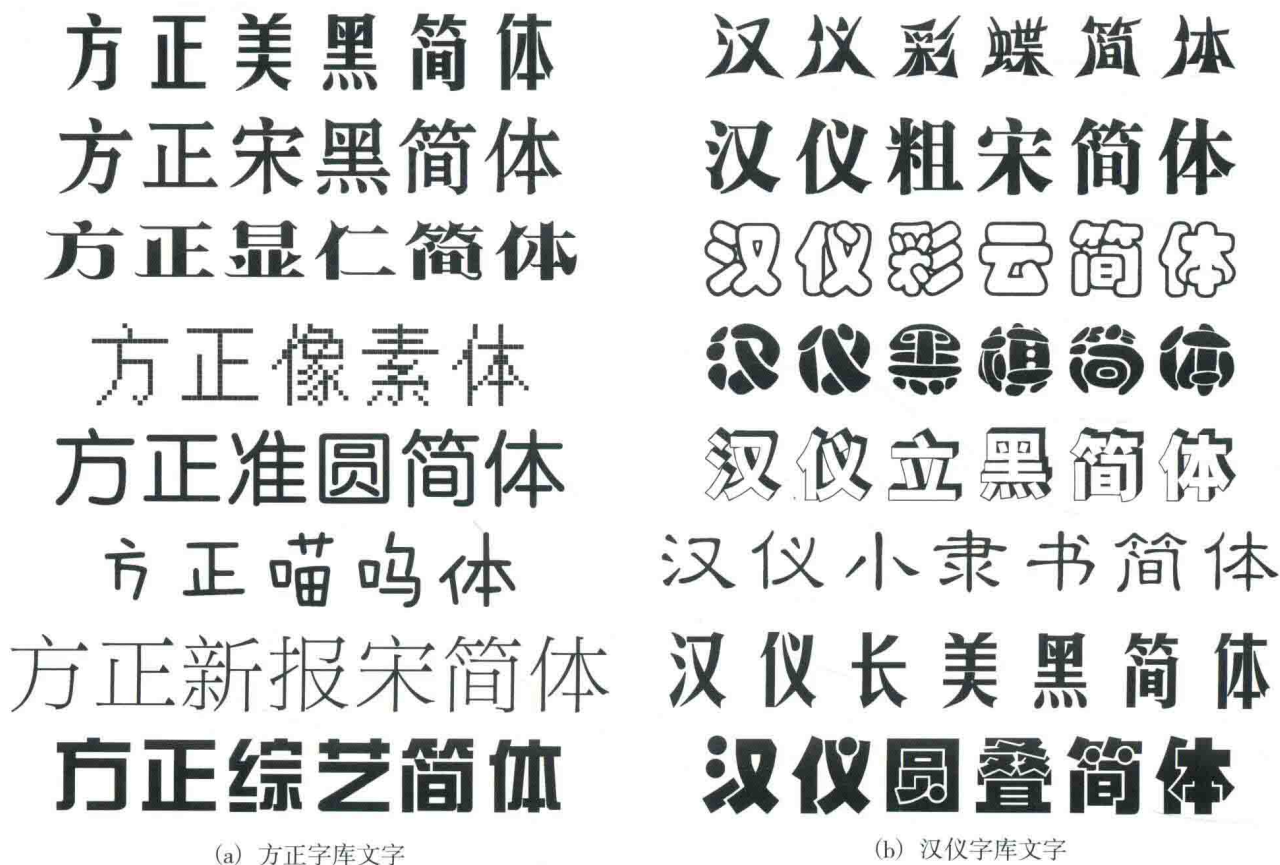 方正美黑简体
方正宋黑简体
方正显仁简体
方正像素体
方正准圆简体
方正喵呜体
方正新报宋简体
方正综艺简体
(a) 方正字库文字
汉仪彩蝶简体
汉仪粗宋简体
汉仪彩云简体
汉仪黑棋简体
汉仪立黑简体
汉仪小隶书简体
汉仪长美黑简体
汉仪圆叠简体
(b) 汉仪字库文字